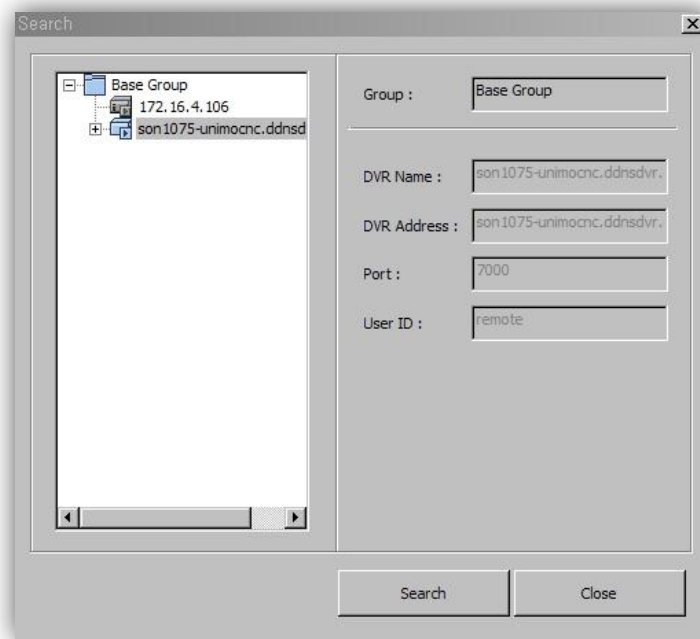 Search
Base Group
172.16.4.106
son1075-unimocnc.ddnsd
Group :
Base Group
DVR Name :
son1075-unimocnc.ddnsdvr.
DVR Address :
son1075-unimocnc.ddnsdvr.
Port :
7000
User ID :
remote
Search
Close